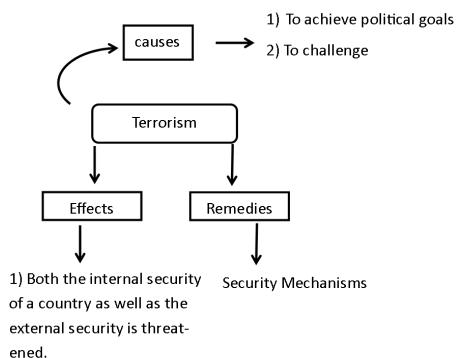 causes
1) To achieve political goals
2) To challenge
Terrorism
Effects
Remedies
1) Both the internal security
of a country as well as the
external security is threat-
ened.
Security Mechanisms